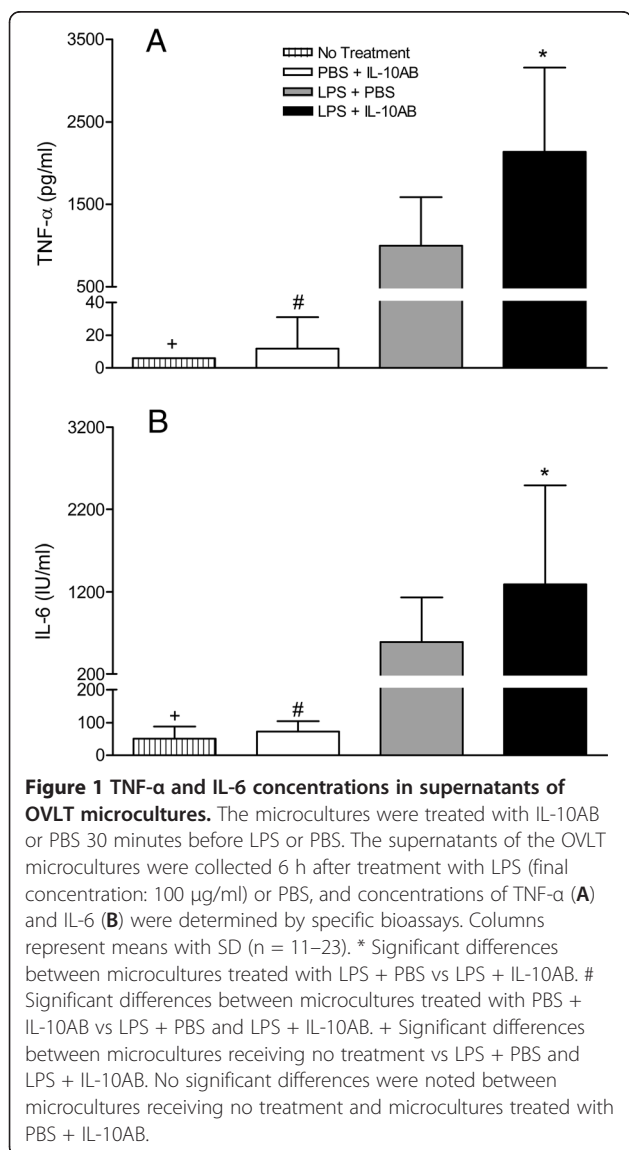 A
3500
2500
1500
500
40
20
0
TNF-α (pg/ml)
No Treatment
PBS + IL-10AB
LPS + PBS
LPS + IL-10AB
+
#
*
B
3200
2200
1200
200
200
100
0
IL-6 (IU/ml)
+
#
*
Figure 1 TNF-α and IL-6 concentrations in supernatants of
OVLT microcultures. The microcultures were treated with IL-10AB
or PBS 30 minutes before LPS or PBS. The supernatants of the OVLT
microcultures were collected 6 h after treatment with LPS (final
concentration: 100 μg/ml) or PBS, and concentrations of TNF-α (A)
and IL-6 (B) were determined by specific bioassays. Columns
represent means with SD (n = 11–23). * Significant differences
between microcultures treated with LPS + PBS vs LPS + IL-10AB. #
Significant differences between microcultures treated with PBS +
IL-10AB vs LPS + PBS and LPS + IL-10AB. + Significant differences
between microcultures receiving no treatment vs LPS + PBS and
LPS + IL-10AB. No significant differences were noted between
microcultures receiving no treatment and microcultures treated with
PBS + IL-10AB.